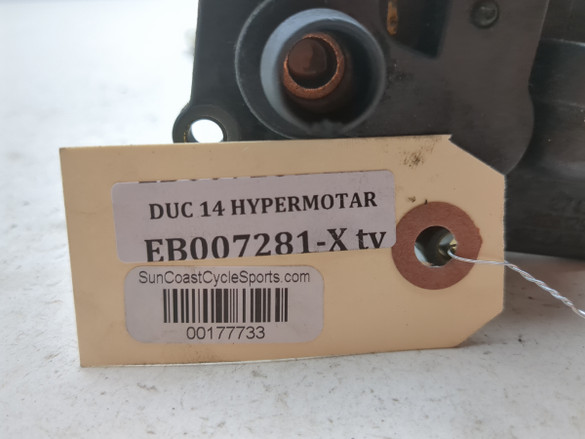 DUC 14 HYPERMOTAR
EB007281-X tv
SunCoastCycleSports.com
00177733